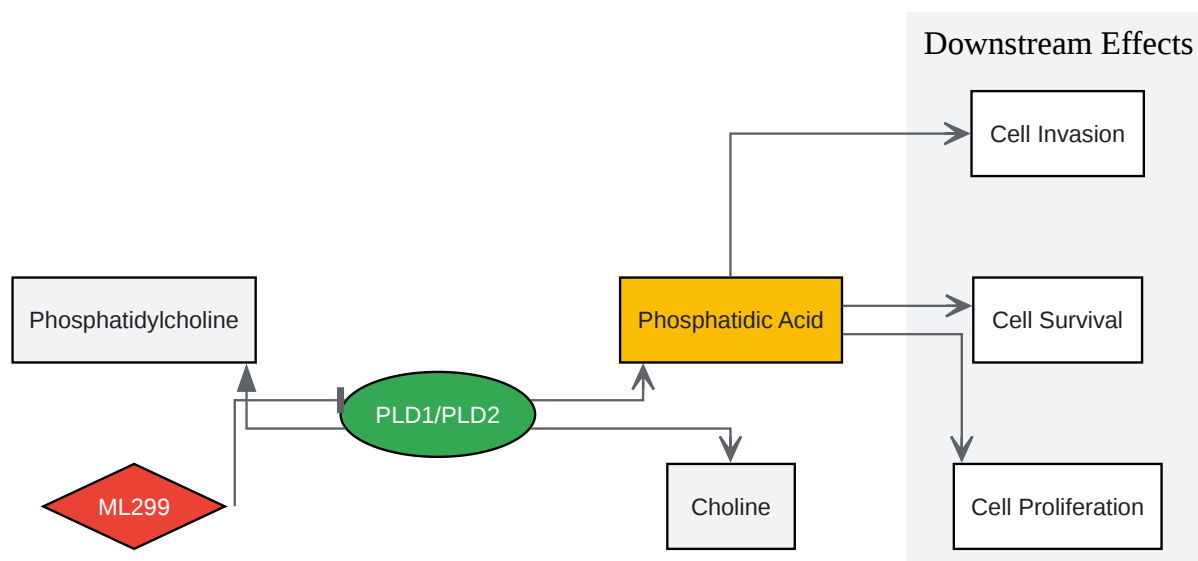 Downstream Effects
Cell Invasion
Phosphatidylcholine
Phosphatidic Acid
Cell Survival
PLD1/PLD2
ML299
Choline
Cell Proliferation